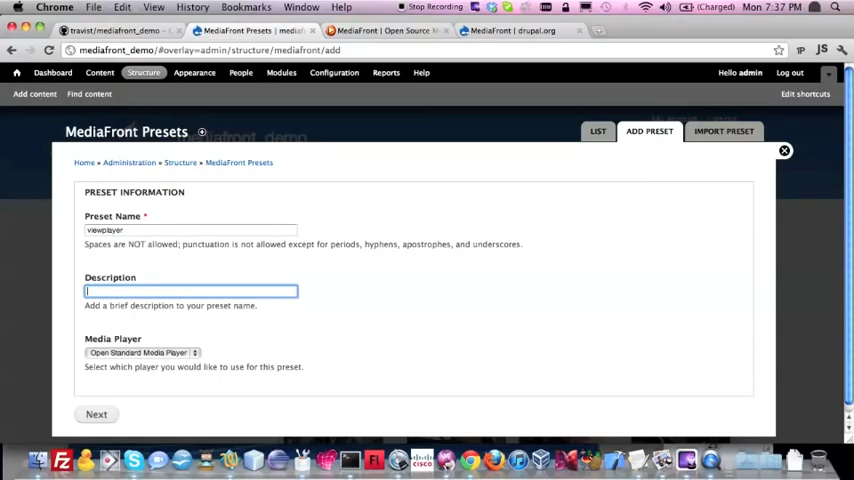 Chrome File Edit View History Bookmarks Window Help Stop Recording (Charged) Mon 7:37 PM
travist/mediafront_demo MediaFront Presets | mediaf MediaFront | Open Source M MediaFront | drupal.org
mediafront_demo/#overlay=admin/structure/mediafront/add
Dashboard Content Structure Appearance People Modules Configuration Reports Help Hello admin Log out
Add content Find content Edit shortcuts
MediaFront Presets mediafront_demo LIST ADD PRESET IMPORT PRESET
Home » Administration » Structure » MediaFront Presets
PRESET INFORMATION
Preset Name *
viewplayer
Spaces are NOT allowed; punctuation is not allowed except for periods, hyphens, apostrophes, and underscores.
Description
Add a brief description to your preset name.
Media Player
Open Standard Media Player
Select which player you would like to use for this preset.
Next
CISCO